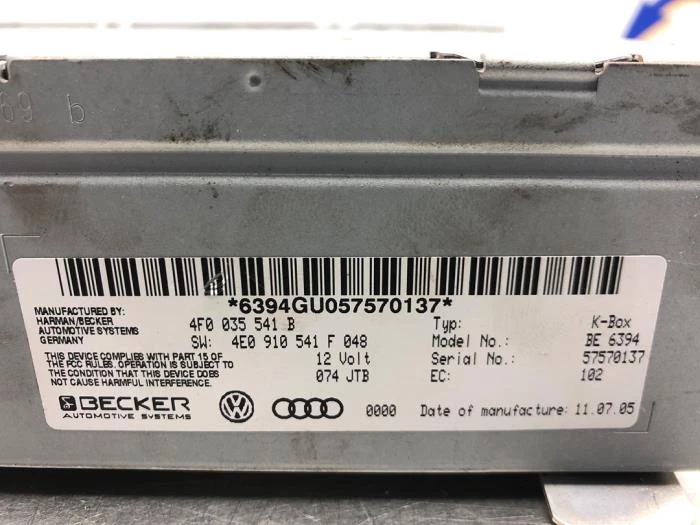 69 b
*6394GU057570137*
MANUFACTURED BY:
HARMAN/BECKER
AUTOMOTIVE SYSTEMS
GERMANY
4F0 035 541 B
SW: 4E0 910 541 F 048
12 Volt
074 JTB
THIS DEVICE COMPLIES WITH PART 15 OF
THE FCC RULES. OPERATION IS SUBJECT TO
THE CONDITION THAT THIS DEVICE DOES
NOT CAUSE HARMFUL INTERFERENCE.
Typ: K-Box
Model No.: BE 6394
Serial No.: 57570137
EC: 102
BECKER
AUTOMOTIVE SYSTEMS
0000 Date of manufacture: 11.07.05